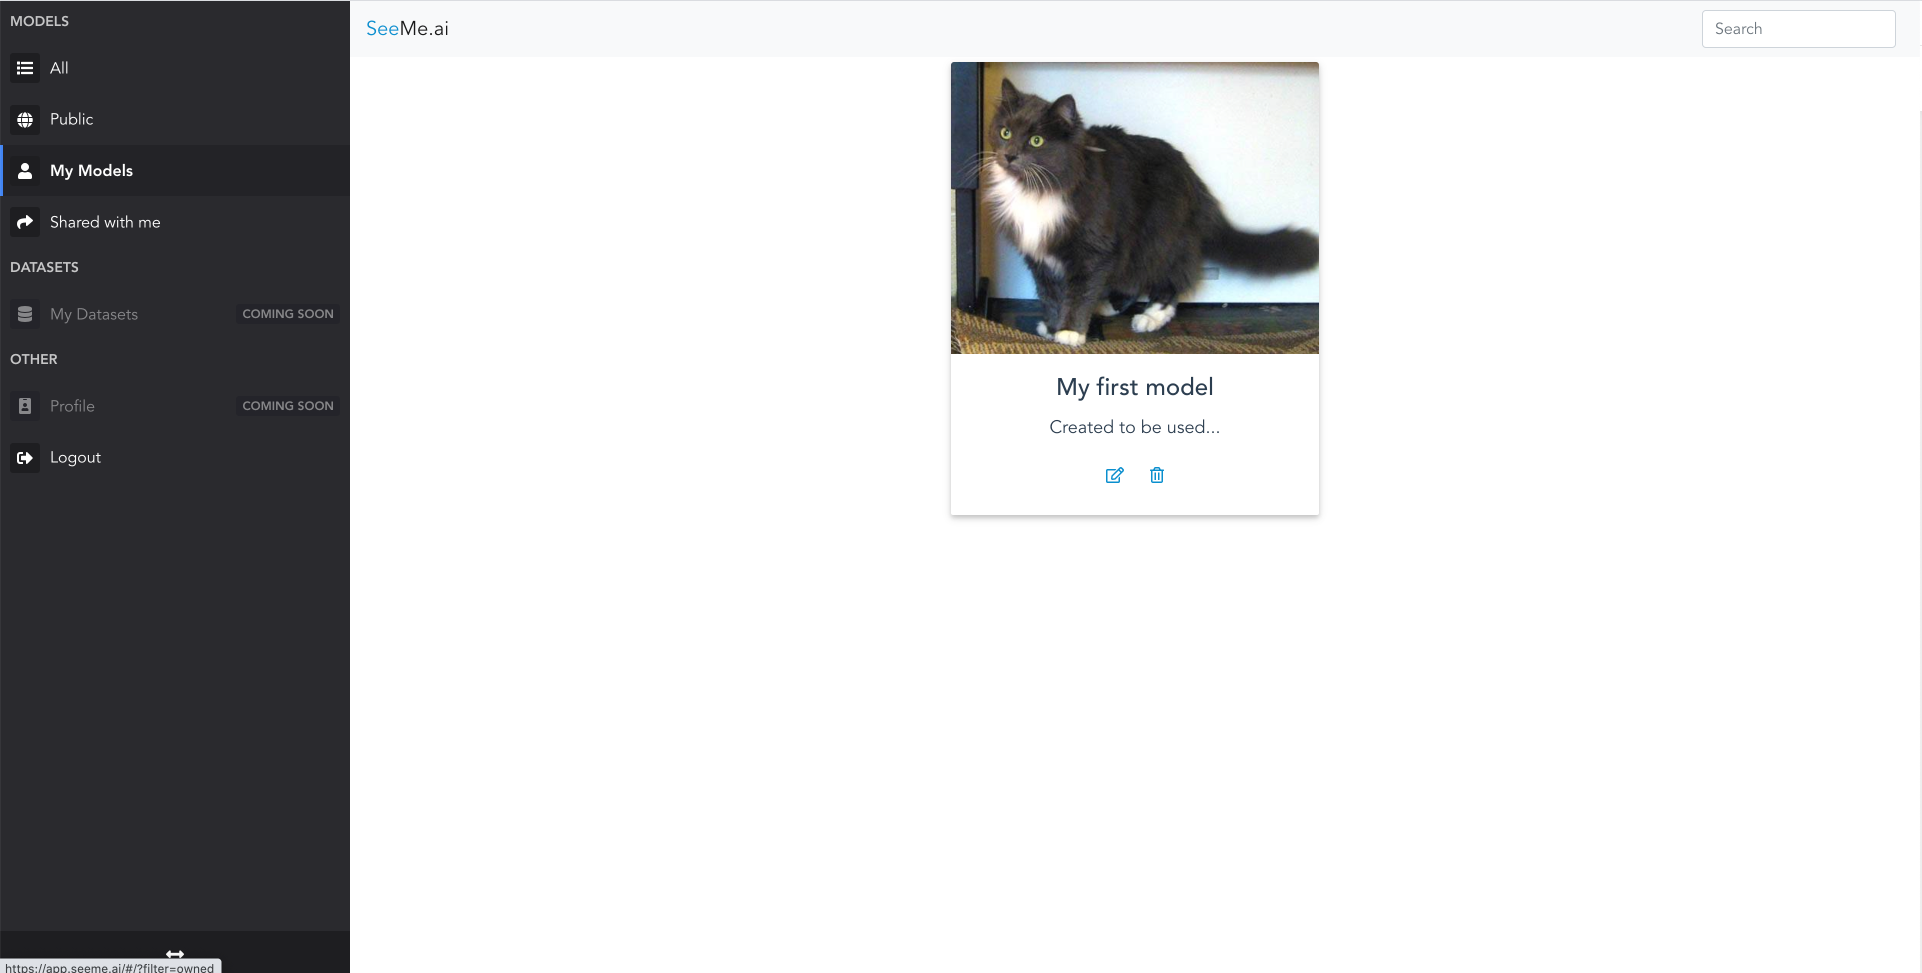 MODELS
All
Public
My Models
Shared with me
DATASETS
My Datasets COMING SOON
OTHER
Profile COMING SOON
Logout
https://app.seeme.ai/#/?filter=owned
SeeMe.ai
Search
My first model
Created to be used...